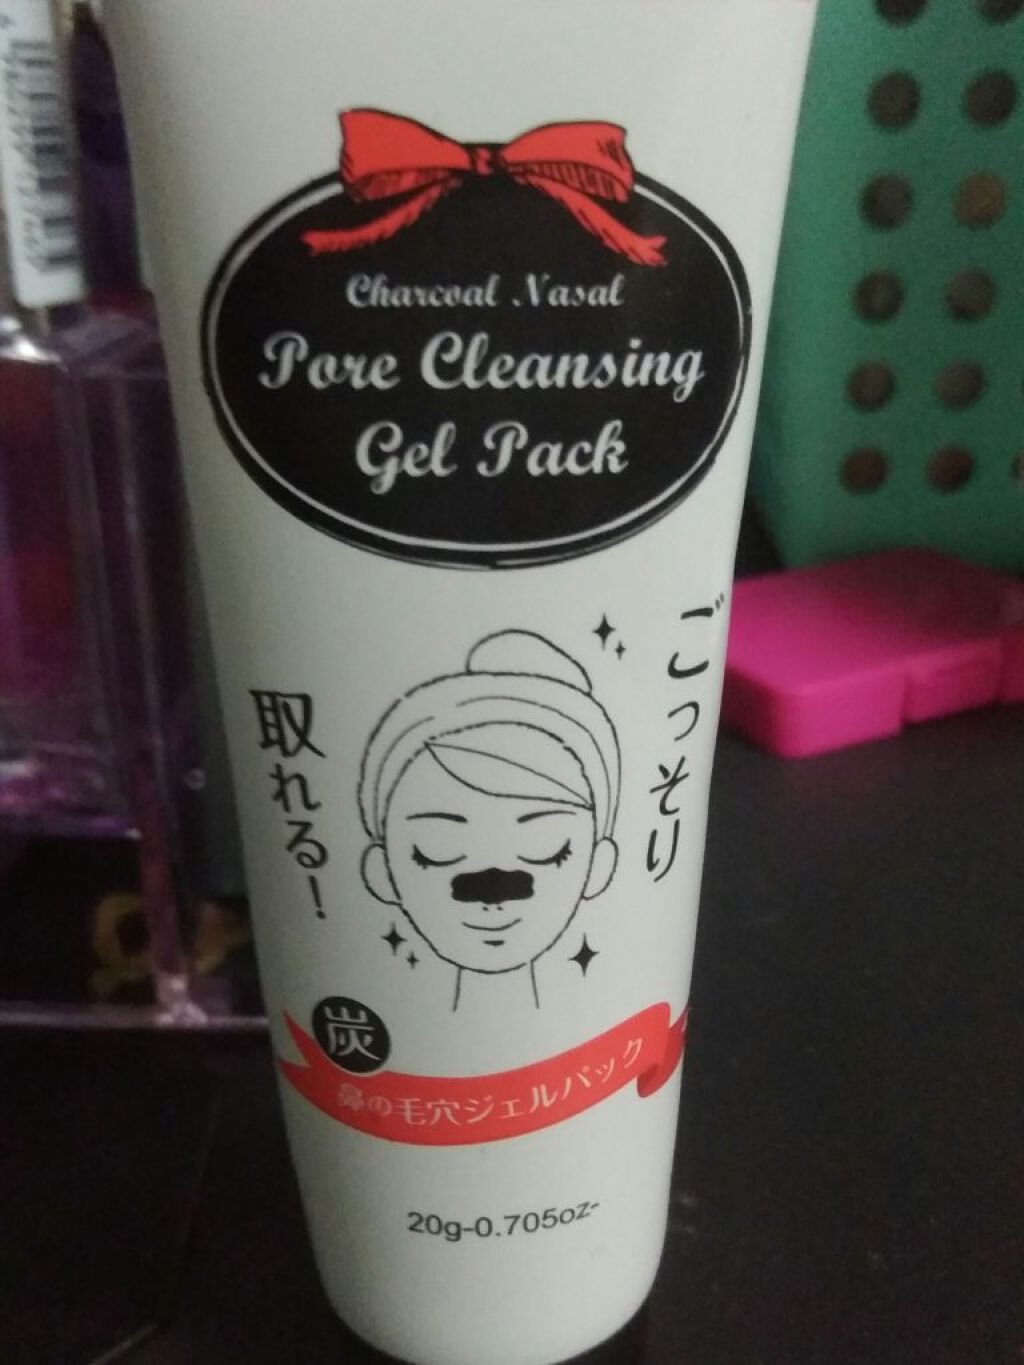 Charcoal Nasal
Pore Cleansing
Gel Pack
ごっそり
取れる！
炭
鼻の毛穴ジェルパック
20g-0.705oz-